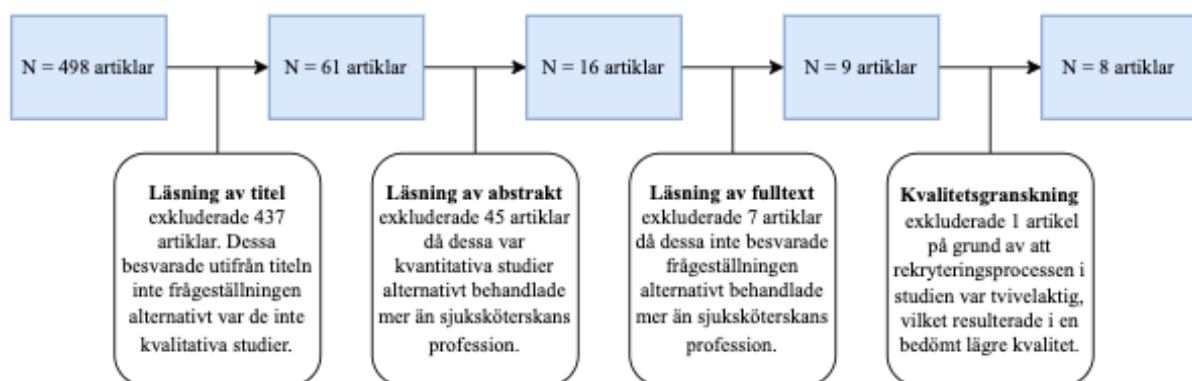 N = 498 artiklar
N = 61 artiklar
N = 16 artiklar
N = 9 artiklar
N = 8 artiklar
Läsning av titel
exkluderade 437
artiklar. Dessa
besvarade utifrån titeln
inte frågeställningen
alternativt var de inte
kvalitativa studier.
Läsning av abstrakt
exkluderade 45 artiklar
då dessa var
kvantitativa studier
alternativt behandlade
mer än sjuksköterskans
profession.
Läsning av fulltext
exkluderade 7 artiklar
då dessa inte besvarade
frågeställningen
alternativt behandlade
mer än sjuksköterskans
profession.
Kvalitetsgranskning
exkluderade 1 artikel
på grund av att
rekryteringsprocessen i
studien var tvivelaktig,
vilket resulterade i en
bedömt lägre kvalitet.